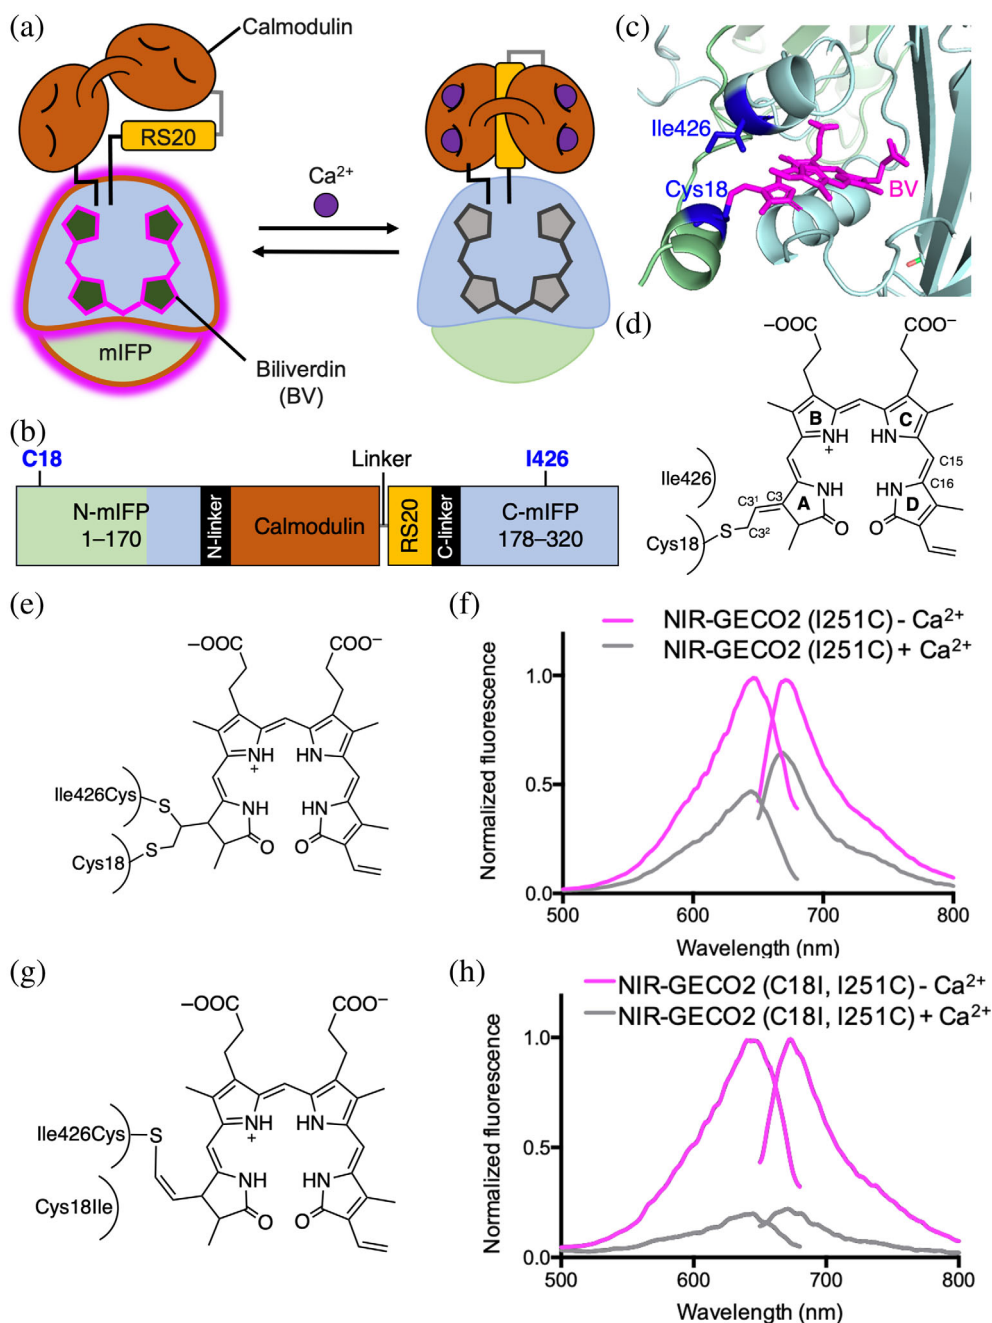 (a)
Calmodulin
RS20
Ca²⁺
mIFP
Biliverdin
(BV)
(b)
C18
Linker
I426
N-mIFP
1–170
N-linker
Calmodulin
RS20
C-linker
C-mIFP
178–320
(c)
Ile426
Cys18
BV
(d)
–OOC
COO⁻
B
C
NH
HN
+
C15
C16
Ile426
C3¹
C3
A
NH
HN
D
S
C3²
O
O
Cys18
(e)
–OOC
COO⁻
NH
HN
+
Ile426Cys
S
NH
HN
S
O
O
Cys18
(f)
NIR-GECO2 (I251C) - Ca²⁺
NIR-GECO2 (I251C) + Ca²⁺
Normalized fluorescence
1.0
0.5
0.0
500
600
700
800
Wavelength (nm)
(g)
–OOC
COO⁻
NH
HN
+
Ile426Cys
S
NH
HN
Cys18Ile
O
O
(h)
NIR-GECO2 (C18I, I251C) - Ca²⁺
NIR-GECO2 (C18I, I251C) + Ca²⁺
Normalized fluorescence
1.0
0.5
0.0
500
600
700
800
Wavelength (nm)